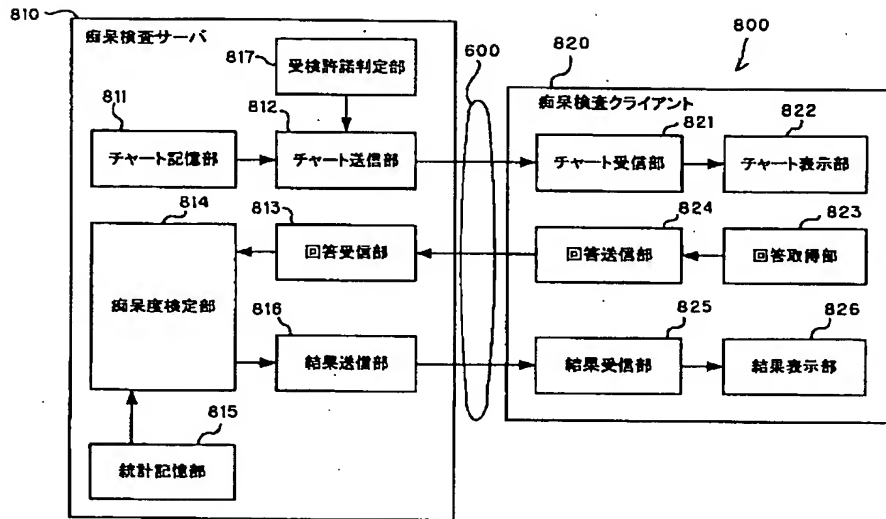 810
痴呆検査サーバ
817
受検許諾判定部
600
820
800
痴呆検査クライアント
811
チャート記憶部
812
チャート送信部
821
チャート受信部
822
チャート表示部
814
痴呆度検定部
813
回答受信部
824
回答送信部
823
回答取得部
816
結果送信部
825
結果受信部
826
結果表示部
815
統計記憶部